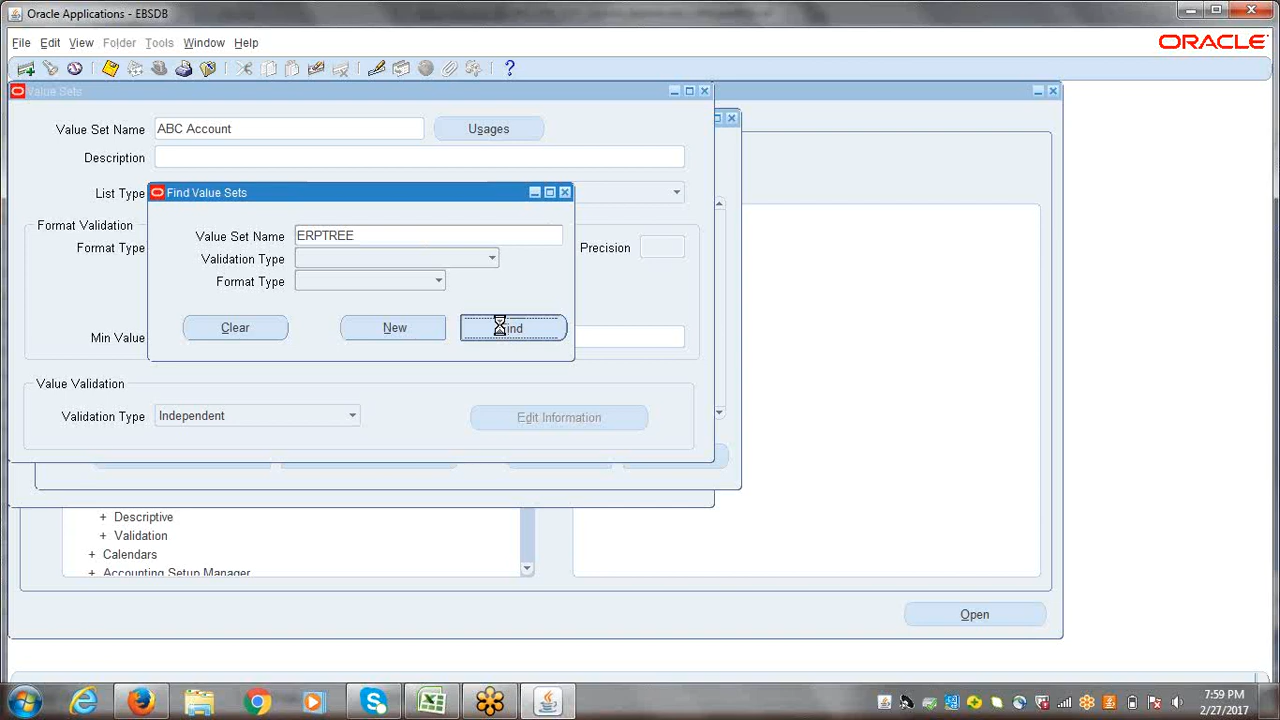 Oracle Applications - EBSDB
File Edit View Folder Tools Window Help
ORACLE
Value Sets
Value Set Name ABC Account Usages
Description
List Type
Find Value Sets
Format Validation
Value Set Name ERPTREE
Format Type
Precision
Validation Type
Format Type
Clear New
Min Value
Value Validation
Validation Type Independent Edit Information
+ Descriptive
+ Validation
+ Calendars
+ Accounting Setup Manager
Open
7:59 PM
2/27/2017